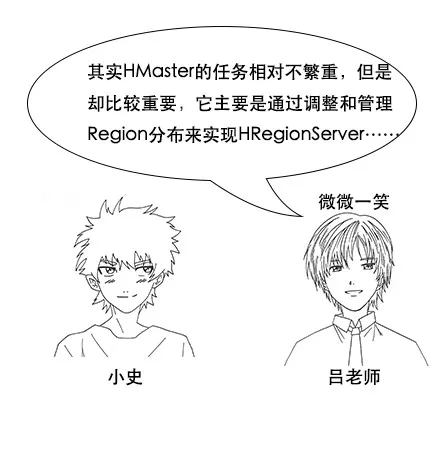 其实HMaster的任务相对不繁重，但是
却比较重要，它主要是通过调整和管理
Region分布来实现HRegionServer……
微微一笑
小史
吕老师